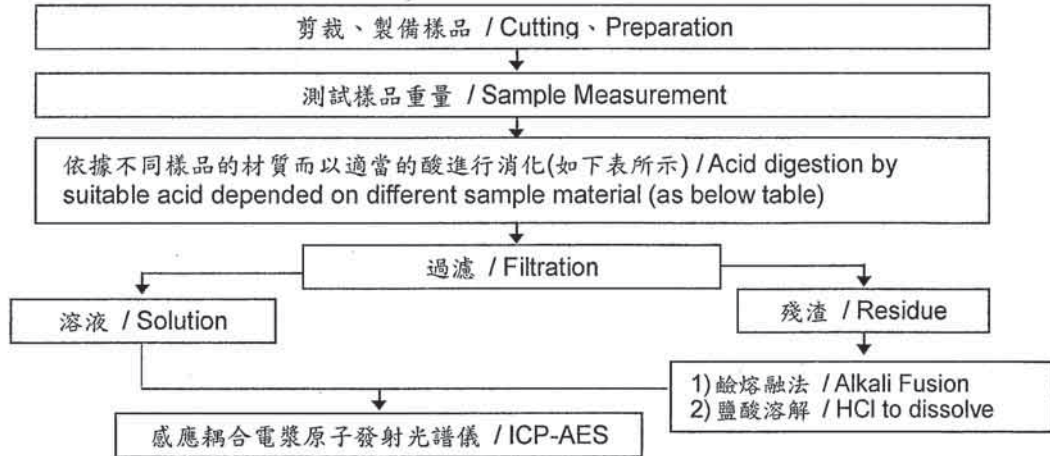 剪裁、製備樣品 / Cutting、Preparation
測試樣品重量 / Sample Measurement
依據不同樣品的材質而以適當的酸進行消化(如下表所示) / Acid digestion by
suitable acid depended on different sample material (as below table)
過濾 / Filtration
溶液 / Solution
殘渣 / Residue
1) 鹼熔融法 / Alkali Fusion
2) 鹽酸溶解 / HCl to dissolve
感應耦合電漿原子發射光譜儀 / ICP-AES